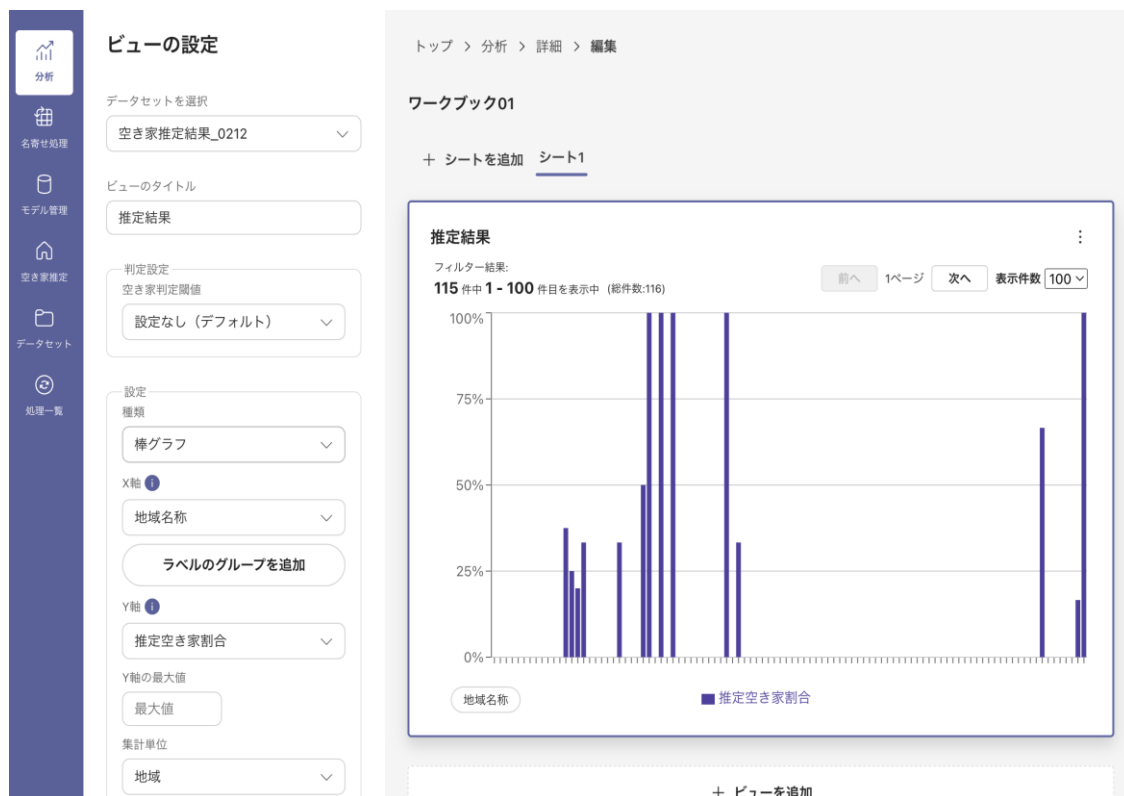 分析
名寄せ処理
モデル管理
空き家推定
データセット
処理一覧
ビューの設定
データセットを選択
空き家推定結果_0212
ビューのタイトル
推定結果
判定設定
空き家判定閾値
設定なし（デフォルト）
設定
種類
棒グラフ
X軸 i
地域名称
ラベルのグループを追加
Y軸 i
推定空き家割合
Y軸の最大値
最大値
集計単位
地域
トップ > 分析 > 詳細 > 編集
ワークブック01
＋ シートを追加 シート1
推定結果
フィルター結果:
115 件中 1 - 100 件目を表示中 (総件数:116)
前へ 1ページ 次へ 表示件数 100
100%
75%
50%
25%
0%
地域名称
推定空き家割合
＋ ビューを追加